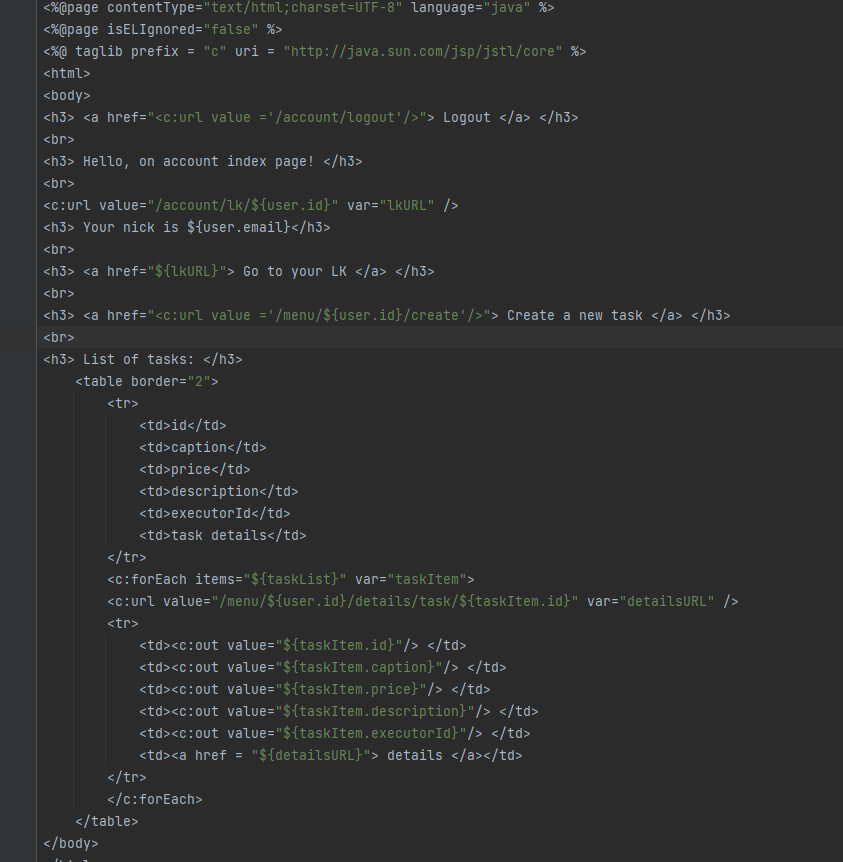 <%@page contentType="text/html;charset=UTF-8" language="java" %>
<%@page isELIgnored="false" %>
<%@ taglib prefix = "c" uri = "http://java.sun.com/jsp/jstl/core" %>
<html>
<body>
<h3> <a href="<c:url value ='/account/logout'/>"> Logout </a> </h3>
<br>
<h3> Hello, on account index page! </h3>
<br>
<c:url value="/account/lk/${user.id}" var="lkURL" />
<h3> Your nick is ${user.email}</h3>
<br>
<h3> <a href="${lkURL}"> Go to your LK </a> </h3>
<br>
<h3> <a href="<c:url value ='/menu/${user.id}/create'/>"> Create a new task </a> </h3>
<br>
<h3> List of tasks: </h3>
<table border="2">
<tr>
<td>id</td>
<td>caption</td>
<td>price</td>
<td>description</td>
<td>executorId</td>
<td>task details</td>
</tr>
<c:forEach items="${taskList}" var="taskItem">
<c:url value="/menu/${user.id}/details/task/${taskItem.id}" var="detailsURL" />
<tr>
<td><c:out value="${taskItem.id}"/> </td>
<td><c:out value="${taskItem.caption}"/> </td>
<td><c:out value="${taskItem.price}"/> </td>
<td><c:out value="${taskItem.description}"/> </td>
<td><c:out value="${taskItem.executorId}"/> </td>
<td><a href = "${detailsURL}"> details </a></td>
</tr>
</c:forEach>
</table>
</body>